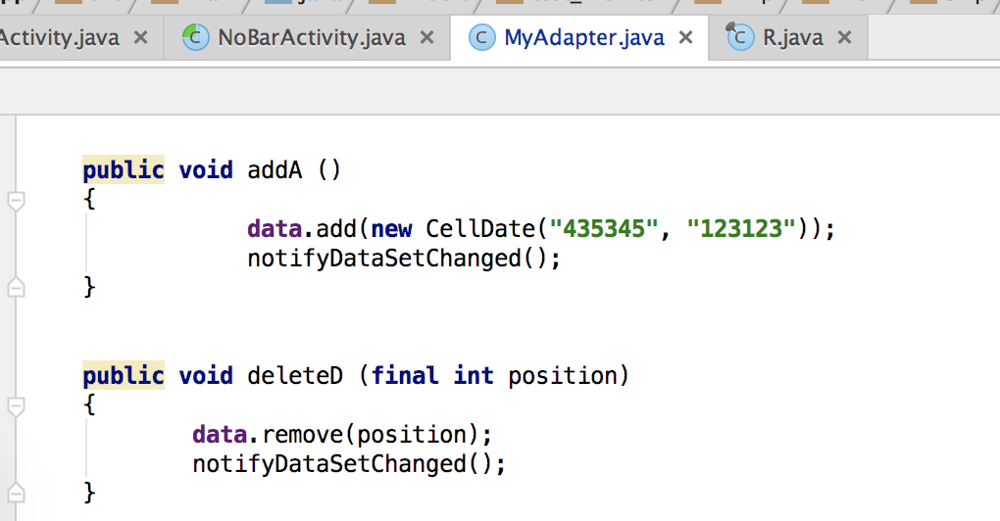 Activity.java × NoBarActivity.java × MyAdapter.java × R.java ×
public void addA ()
{
data.add(new CellDate("435345", "123123"));
notifyDataSetChanged();
}
public void deleteD (final int position)
{
data.remove(position);
notifyDataSetChanged();
}